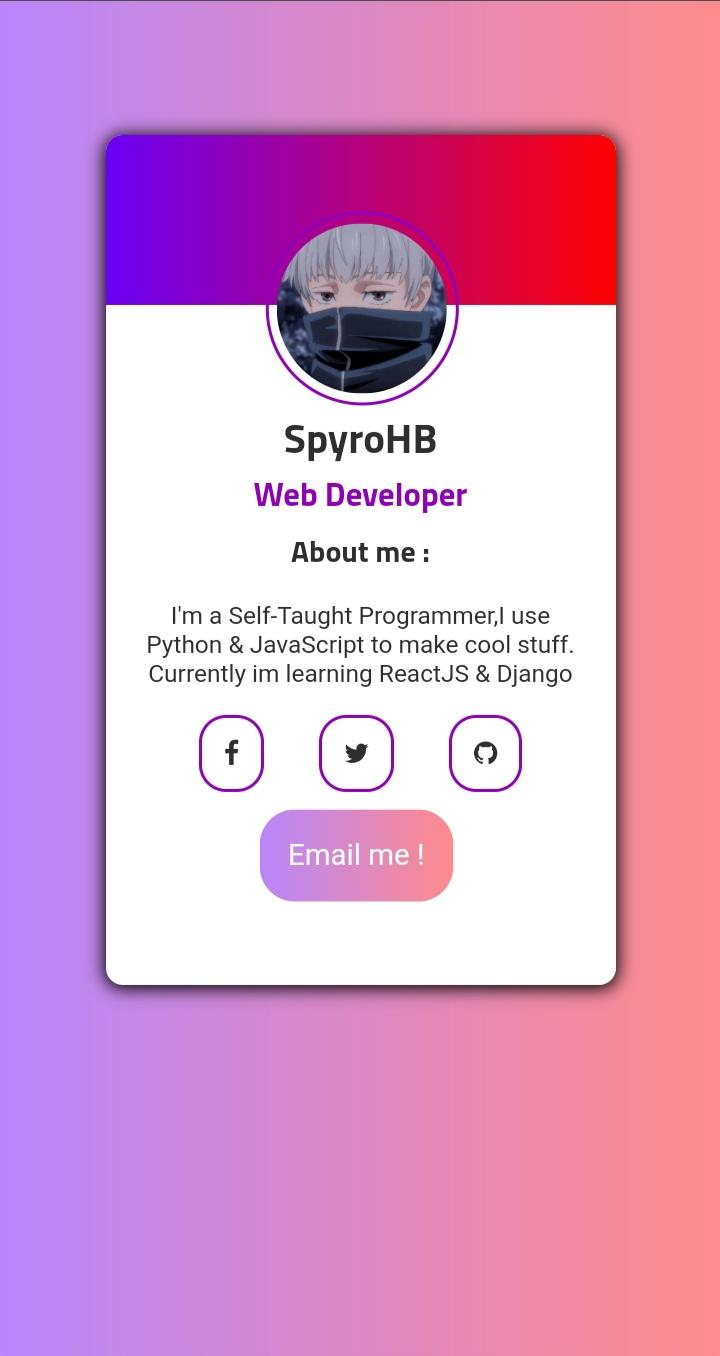 SpyroHB
Web Developer
About me :
I'm a Self-Taught Programmer,I use
Python & JavaScript to make cool stuff.
Currently im learning ReactJS & Django
Email me !